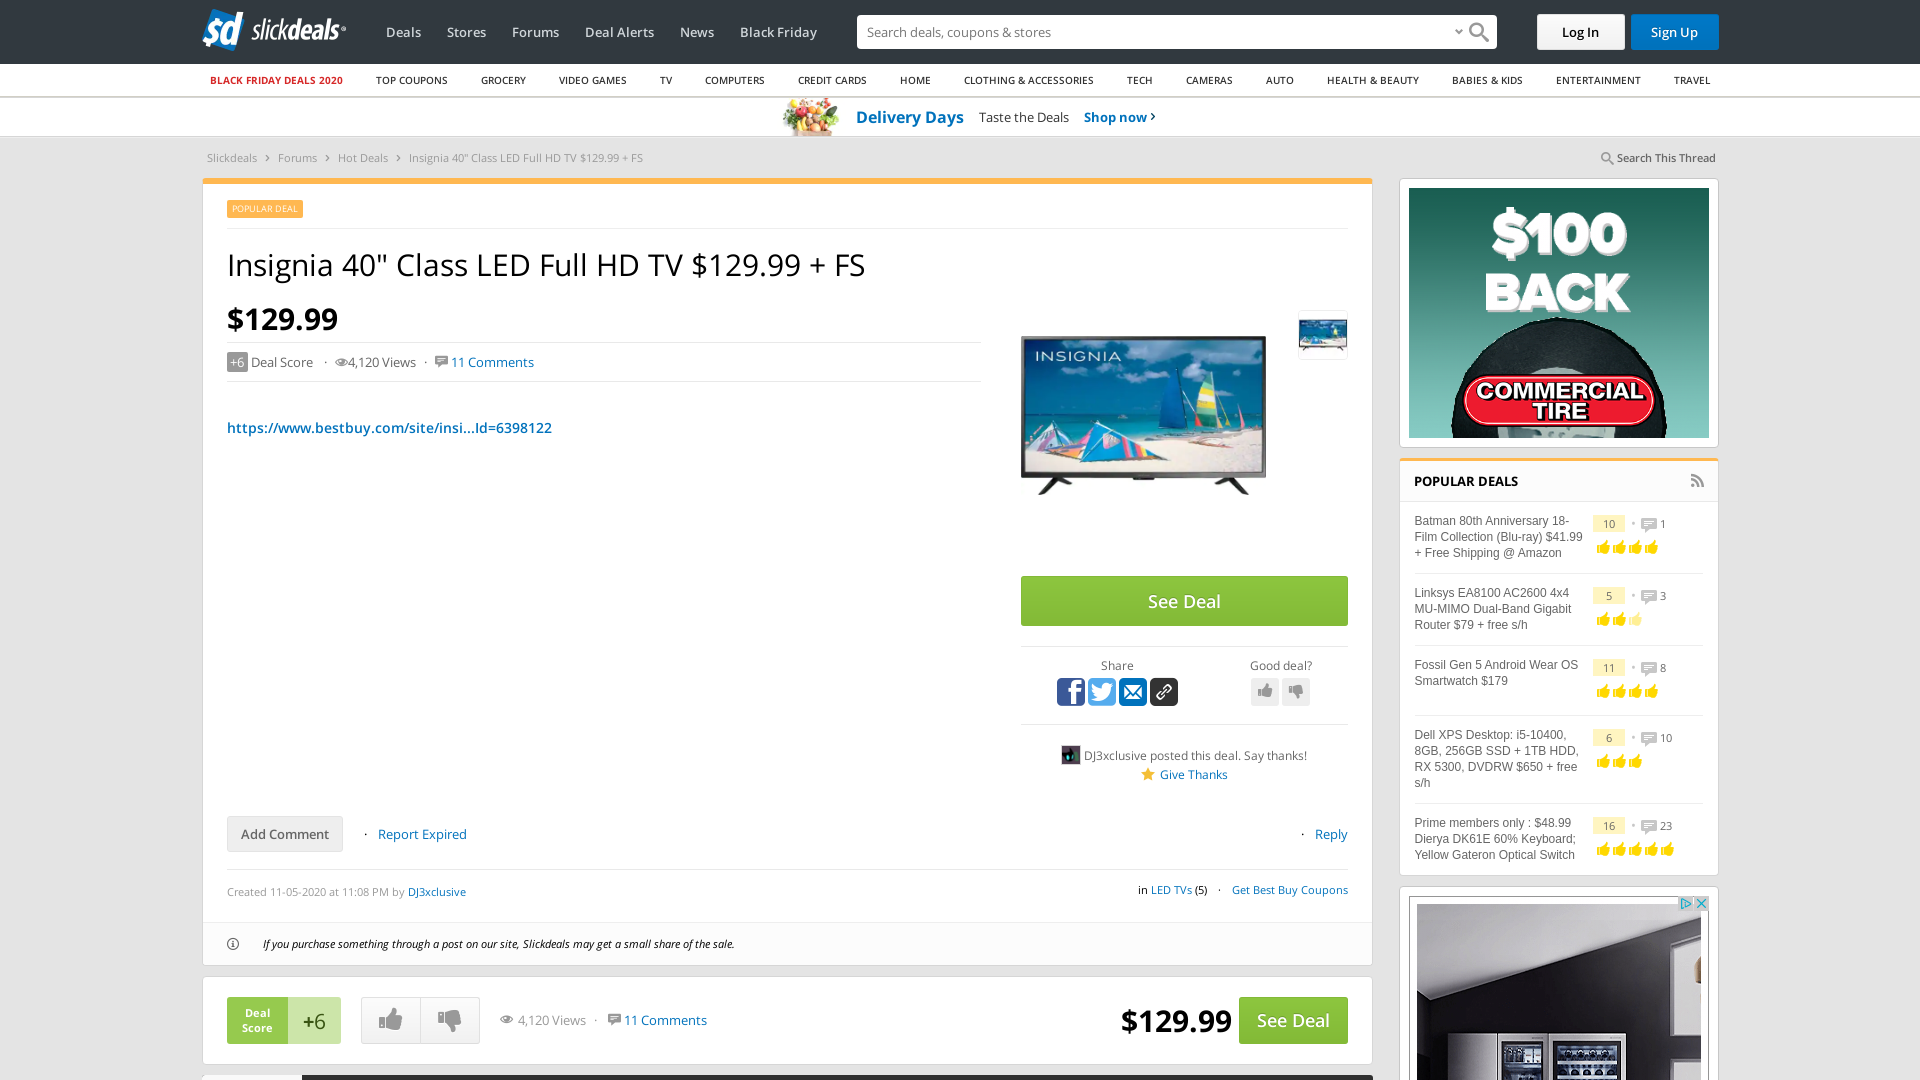 slickdeals
Deals
Stores
Forums
Deal Alerts
News
Black Friday
Search deals, coupons & stores
Log In
Sign Up
BLACK FRIDAY DEALS 2020
TOP COUPONS
GROCERY
VIDEO GAMES
TV
COMPUTERS
CREDIT CARDS
HOME
CLOTHING & ACCESSORIES
TECH
CAMERAS
AUTO
HEALTH & BEAUTY
BABIES & KIDS
ENTERTAINMENT
TRAVEL
Delivery Days Taste the Deals Shop now ›
Slickdeals › Forums › Hot Deals › Insignia 40" Class LED Full HD TV $129.99 + FS
Search This Thread
POPULAR DEAL
Insignia 40" Class LED Full HD TV $129.99 + FS
$129.99
+6 Deal Score · 4,120 Views · 11 Comments
https://www.bestbuy.com/site/insi...Id=6398122
INSIGNIA
See Deal
Share
Good deal?
DJ3xclusive posted this deal. Say thanks!
Give Thanks
Add Comment
· Report Expired
· Reply
Created 11-05-2020 at 11:08 PM by DJ3xclusive
in LED TVs (5) · Get Best Buy Coupons
If you purchase something through a post on our site, Slickdeals may get a small share of the sale.
Deal
Score
+6
4,120 Views · 11 Comments
$129.99
See Deal
$100
BACK
COMMERCIAL
TIRE
POPULAR DEALS
Batman 80th Anniversary 18-
Film Collection (Blu-ray) $41.99
+ Free Shipping @ Amazon
10 • 1
Linksys EA8100 AC2600 4x4
MU-MIMO Dual-Band Gigabit
Router $79 + free s/h
5 • 3
Fossil Gen 5 Android Wear OS
Smartwatch $179
11 • 8
Dell XPS Desktop: i5-10400,
8GB, 256GB SSD + 1TB HDD,
RX 5300, DVDRW $650 + free
s/h
6 • 10
Prime members only : $48.99
Dierya DK61E 60% Keyboard;
Yellow Gateron Optical Switch
16 • 23